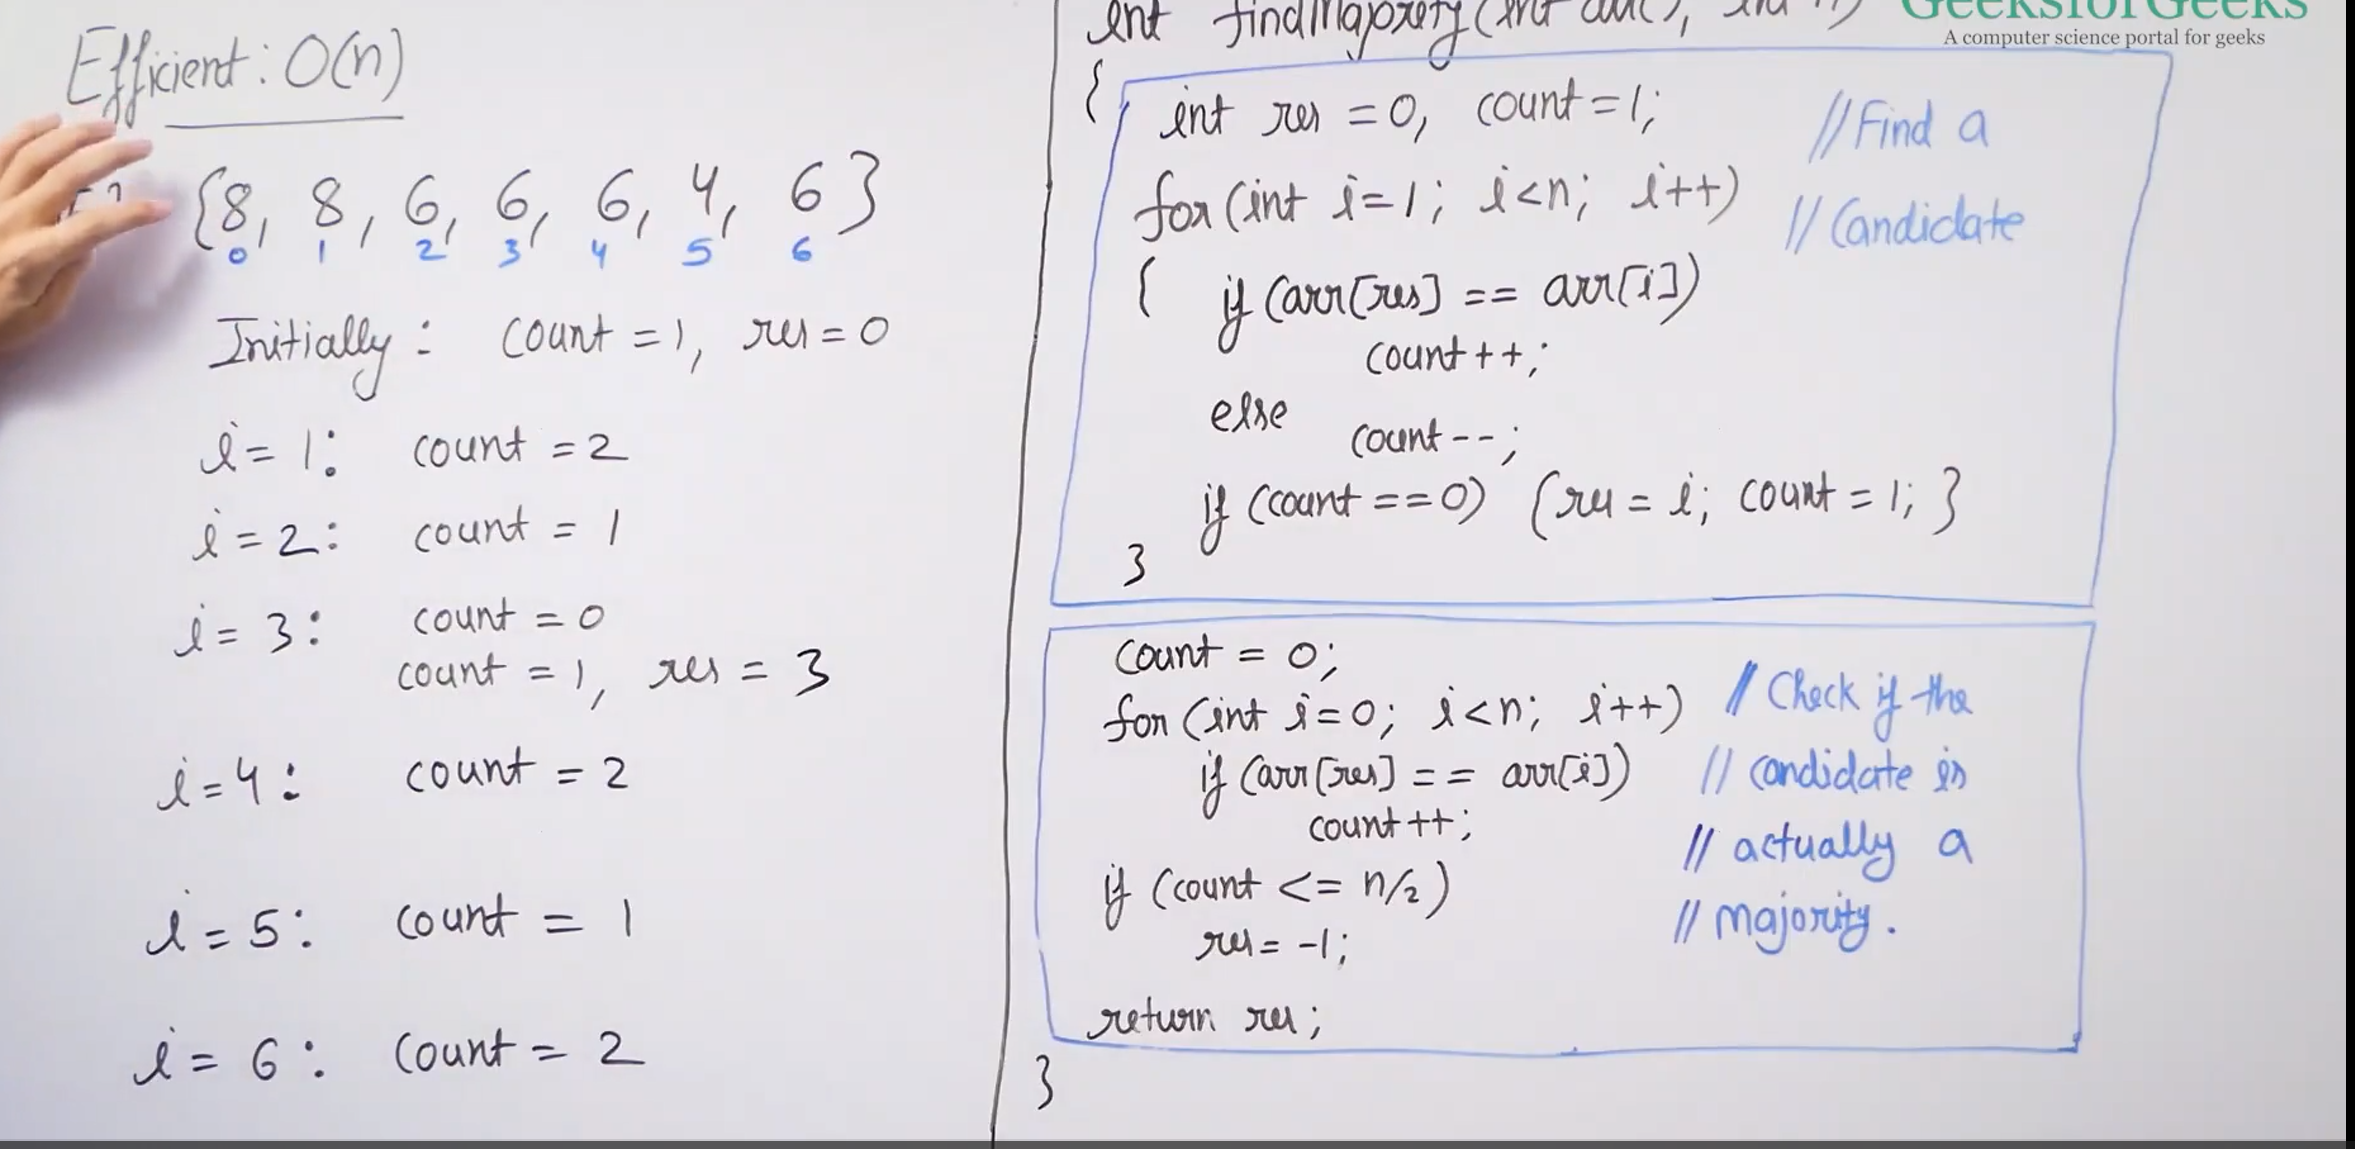 Efficient: O(n)
{8, 8, 6, 6, 6, 4, 6}
0 1 2 3 4 5 6
Initially: count = 1, res = 0
i = 1: count = 2
i = 2: count = 1
i = 3: count = 0
count = 1, res = 3
i = 4: count = 2
i = 5: count = 1
i = 6: count = 2
int findMajority(int arr[], int n)
GeeksforGeeks
A computer science portal for geeks
{
int res = 0, count = 1; //Find a
for (int i = 1; i < n; i++) // Candidate
{ if (arr[res] == arr[i])
count++;
else
count--;
if (count == 0) {res = i; count = 1; }
}
count = 0;
for (int i = 0; i < n; i++) // Check if the
if (arr[res] == arr[i]) // candidate is
count++; // actually a
if (count <= n/2) // majority.
res = -1;
return res;
}